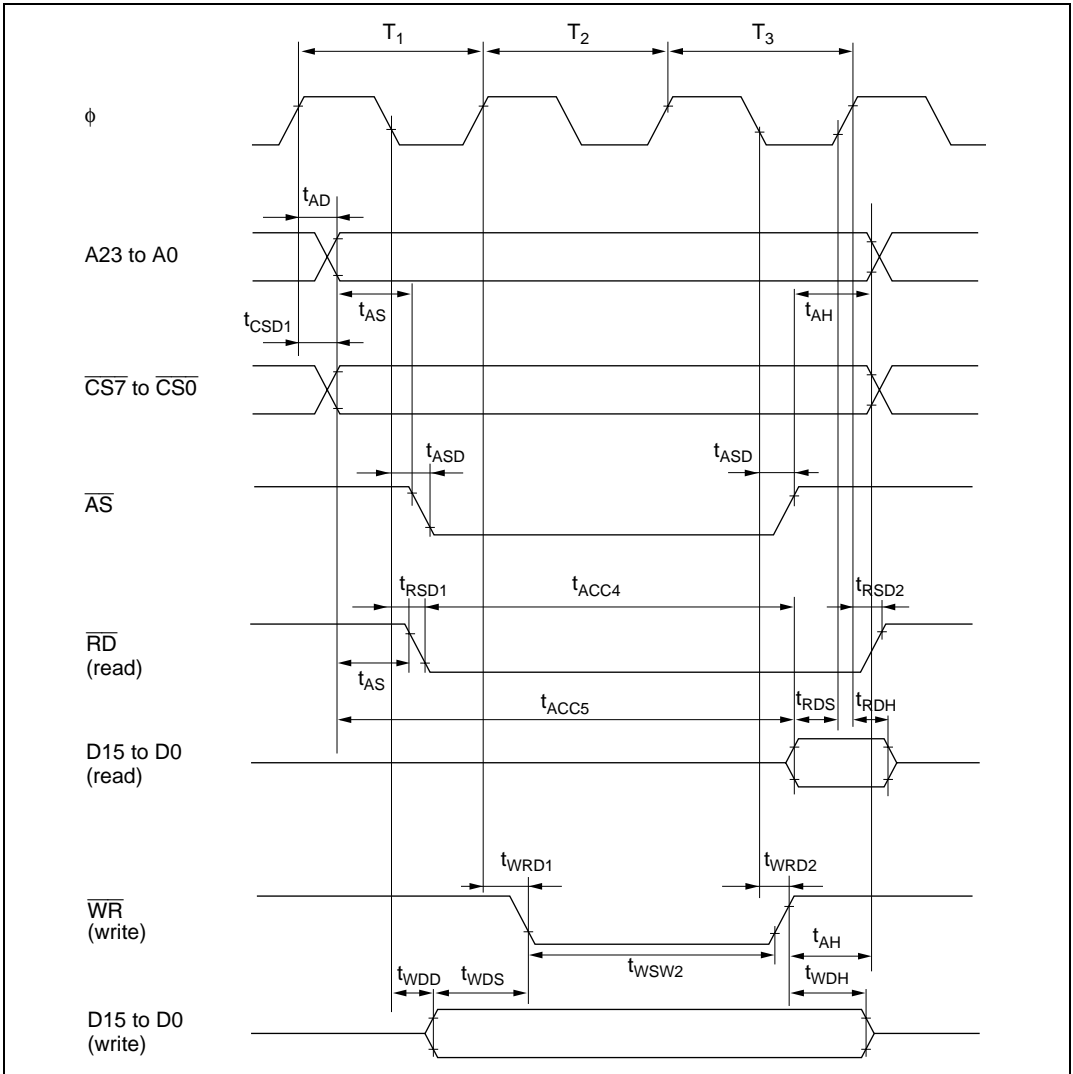 T1 T2 T3
φ
tAD
A23 to A0
tAS tAH
tCSD1
CS7 to CS0
tASD tASD
AS
tRSD1 tACC4 tRSD2
RD
(read)
tAS
tACC5 tRDS tRDH
D15 to D0
(read)
tWRD1 tWRD2
WR
(write)
tAH
tWSW2
tWDD tWDS tWDH
D15 to D0
(write)